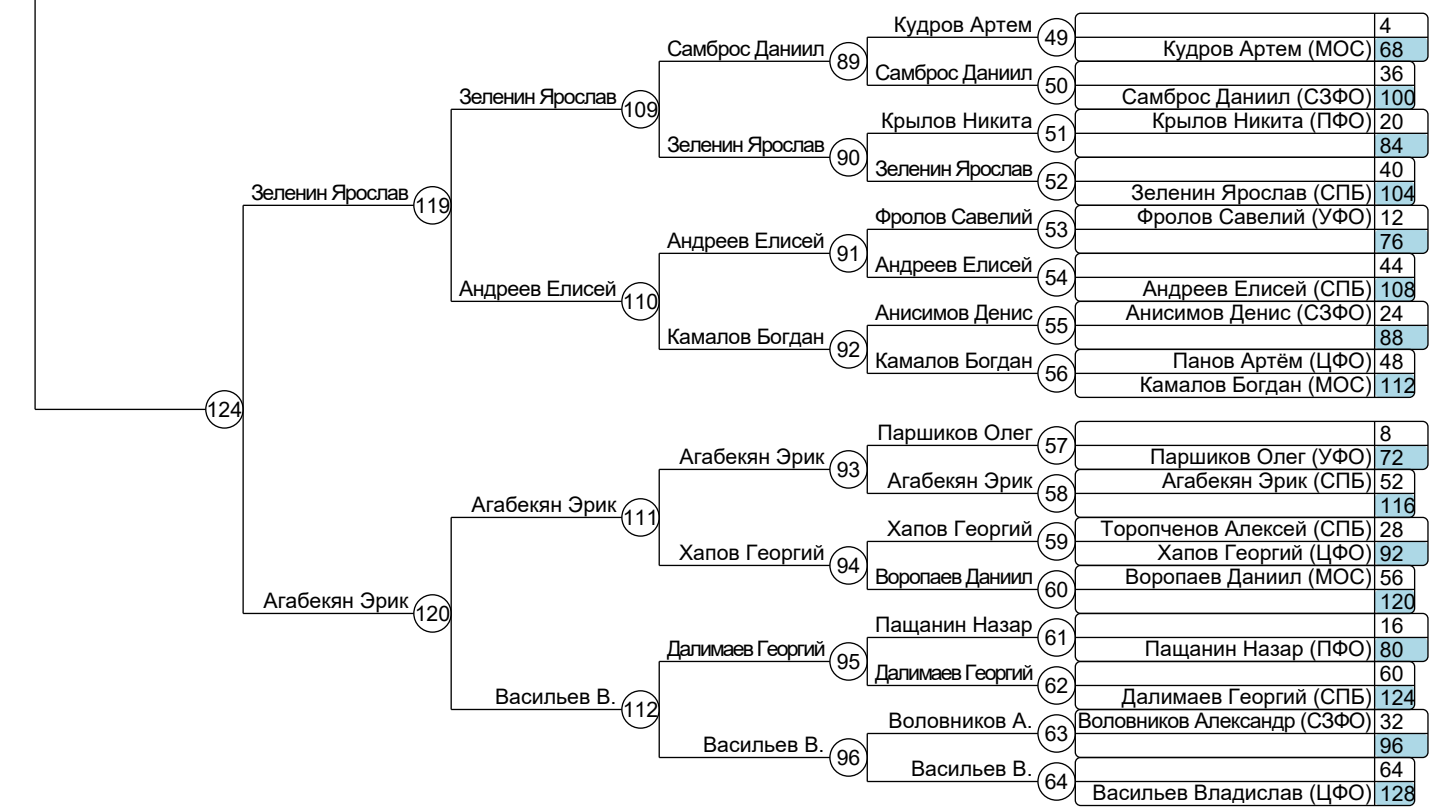 Кудров Артем 49 4
Самброс Даниил 89 Кудров Артем (МОС) 68
Самброс Даниил 50 36
Зеленин Ярослав 109 Самброс Даниил (СЗФО) 100
Крылов Никита 51 Крылов Никита (ПФО) 20
Зеленин Ярослав 90 84
Зеленин Ярослав 52 40
Зеленин Ярослав 119 Зеленин Ярослав (СПБ) 104
Фролов Савелий 53 Фролов Савелий (УФО) 12
Андреев Елисей 91 76
Андреев Елисей 54 44
Андреев Елисей 110 Андреев Елисей (СПБ) 108
Анисимов Денис 55 Анисимов Денис (СЗФО) 24
Камалов Богдан 92 88
Камалов Богдан 56 Панов Артём (ЦФО) 48
Камалов Богдан (МОС) 112
124
Паршиков Олег 57 8
Агабекян Эрик 93 Паршиков Олег (УФО) 72
Агабекян Эрик 58 Агабекян Эрик (СПБ) 52
Агабекян Эрик 111 116
Хапов Георгий 59 Торопченов Алексей (СПБ) 28
Хапов Георгий 94 Хапов Георгий (ЦФО) 92
Воропаев Даниил 60 Воропаев Даниил (МОС) 56
Агабекян Эрик 120 120
Пащанин Назар 61 16
Далимаев Георгий 95 Пащанин Назар (ПФО) 80
Далимаев Георгий 62 60
Васильев В. 112 Далимаев Георгий (СПБ) 124
Воловников А. 63 Воловников Александр (СЗФО) 32
Васильев В. 96 96
Васильев В. 64 64
Васильев Владислав (ЦФО) 128